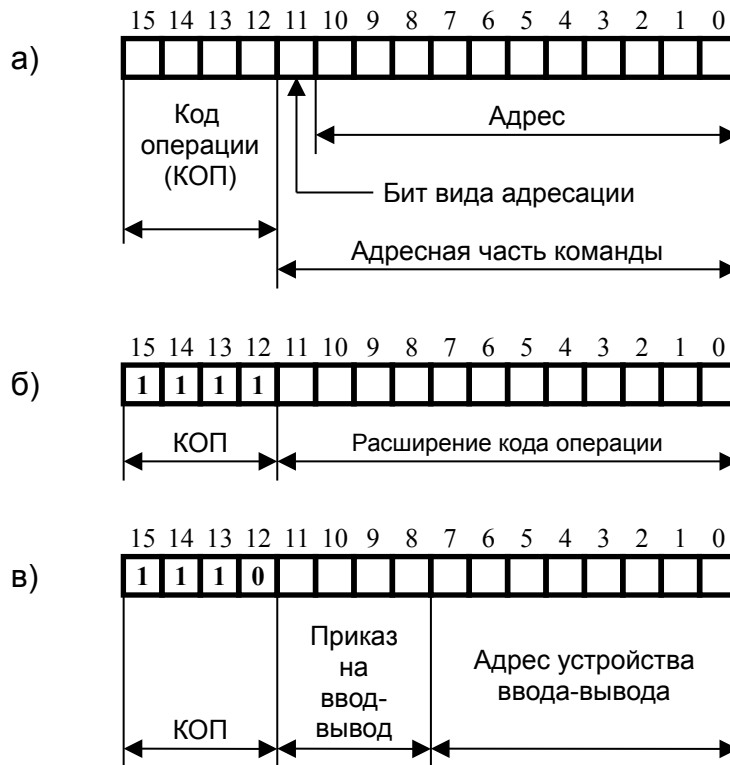 15 14 13 12 11 10 9 8 7 6 5 4 3 2 1 0
а)
Код
операции
(КОП)
Адрес
Бит вида адресации
Адресная часть команды
15 14 13 12 11 10 9 8 7 6 5 4 3 2 1 0
б) 1 1 1 1
КОП Расширение кода операции
15 14 13 12 11 10 9 8 7 6 5 4 3 2 1 0
в) 1 1 1 0
КОП
Приказ
на
ввод-
вывод
Адрес устройства
ввода-вывода